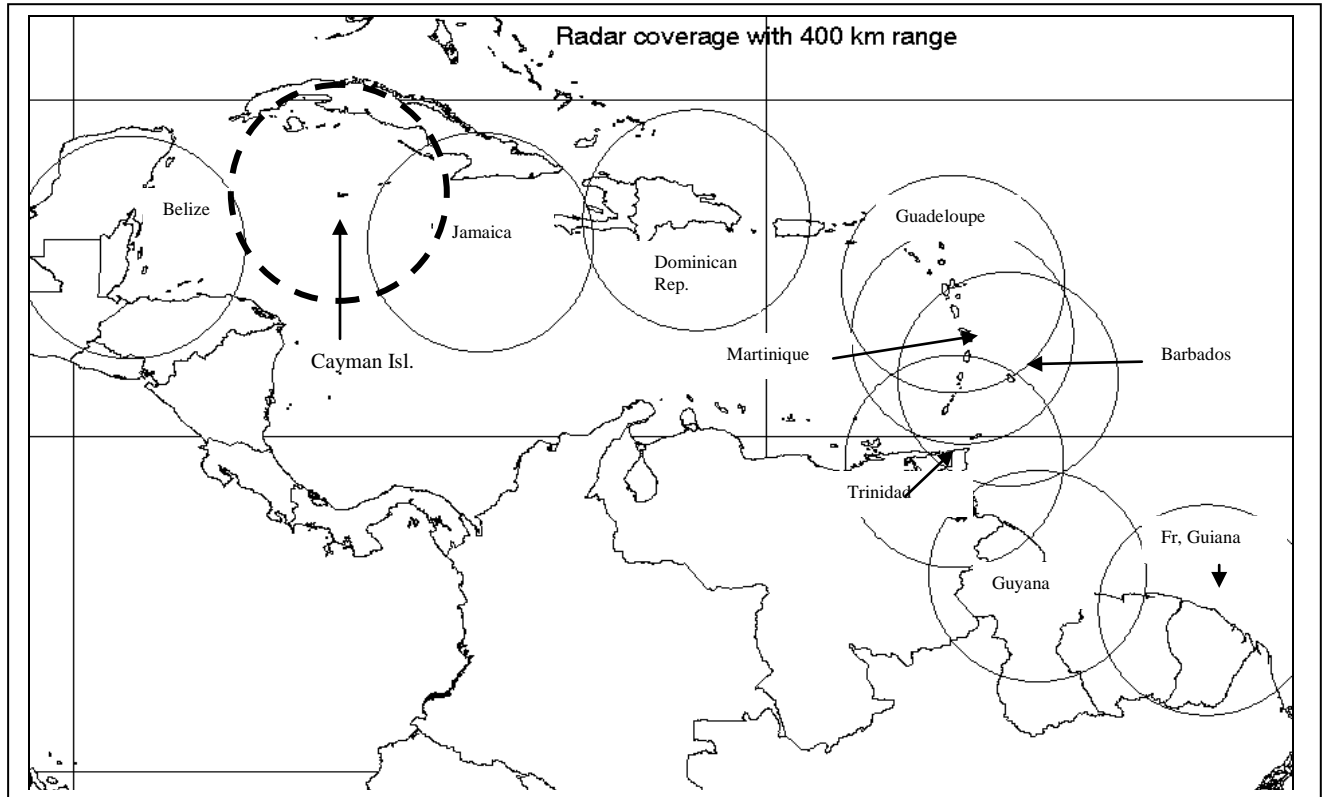 Radar coverage with 400 km range
Belize
Jamaica
Guadeloupe
Dominican
Rep.
Cayman Isl.
Martinique
Barbados
Trinidad
Fr, Guiana
Guyana